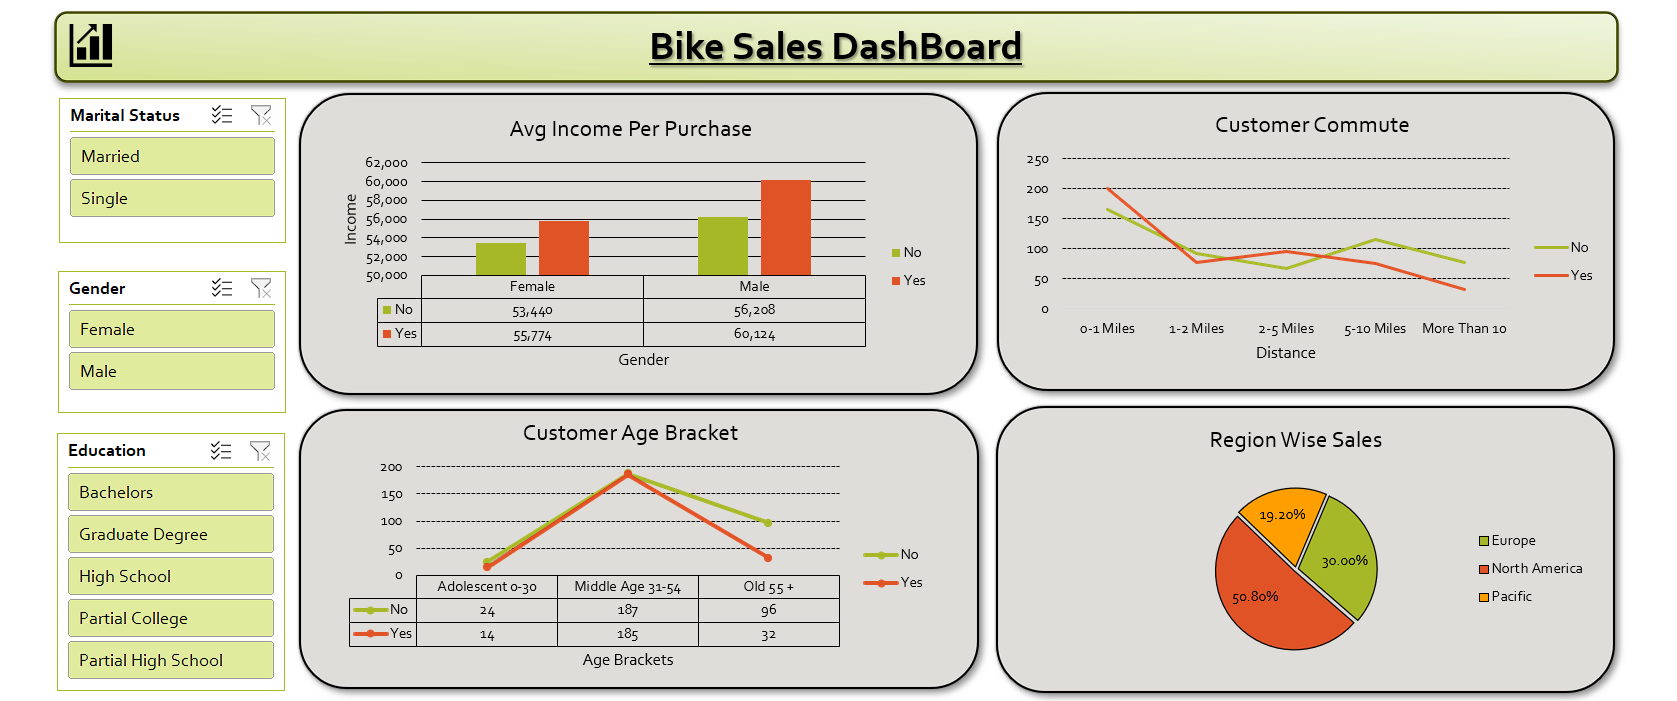 Bike Sales DashBoard
Marital Status
Married
Single
Gender
Female
Male
Education
Bachelors
Graduate Degree
High School
Partial College
Partial High School
Avg Income Per Purchase
62,000
60,000
58,000
56,000
54,000
52,000
50,000
Income
Female Male
No 53,440 56,208
Yes 55,774 60,124
Gender
No
Yes
Customer Commute
250
200
150
100
50
0
0-1 Miles 1-2 Miles 2-5 Miles 5-10 Miles More Than 10
Distance
No
Yes
Customer Age Bracket
200
150
100
50
0
Adolescent 0-30 Middle Age 31-54 Old 55 +
No 24 187 96
Yes 14 185 32
Age Brackets
No
Yes
Region Wise Sales
19.20%
30.00%
50.80%
Europe
North America
Pacific